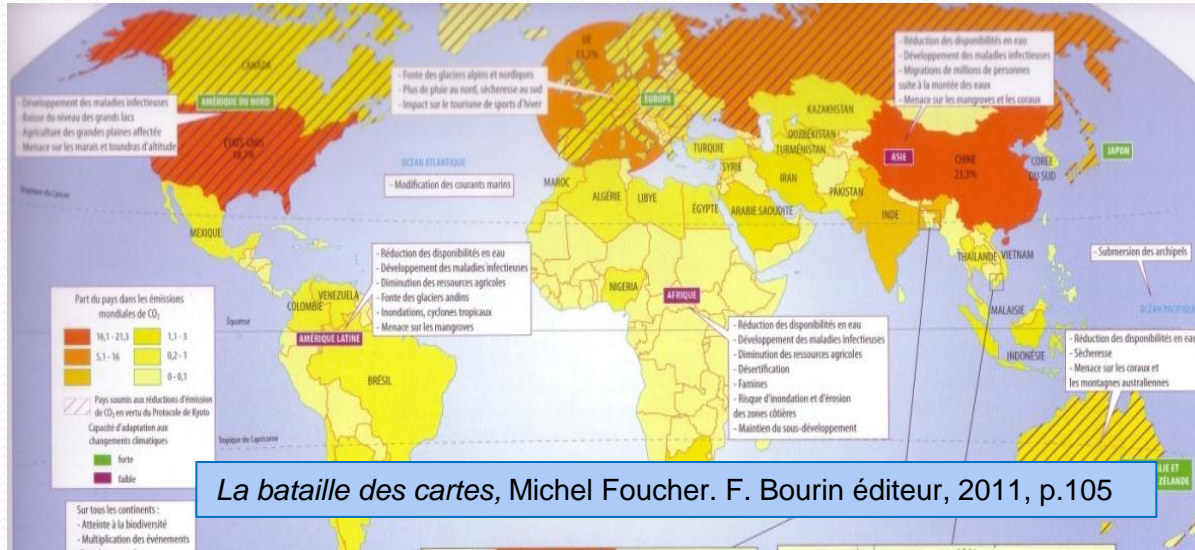 UE
13,2%
CANADA
AMÉRIQUE DU NORD
- Développement des maladies infectieuses
- Baisse du niveau des grands lacs
- Agriculture des grandes plaines affectée
- Menace sur les marais et toundras d'altitude
ÉTATS-UNIS
- Fonte des glaciers alpins et nordiques
- Plus de pluie au nord, sécheresse au sud
- Impact sur le tourisme de sports d'hiver
EUROPE
- Réduction des disponibilités en eau
- Développement des maladies infectieuses
- Migrations de millions de personnes
suite à la montée des eaux
- Menace sur les mangroves et les coraux
KAZAKHSTAN
OUZBÉKISTAN
TURQUIE
TURMÉNISTAN
ASIE
JAPON
OCÉAN ATLANTIQUE
- Modification des courants marins
SYRIE
IRAN
CHINE
23,3%
CORÉE
DU SUD
Tropique du Cancer
MAROC
ALGÉRIE
LIBYE
ÉGYPTE
ARABIE SAOUDITE
PAKISTAN
INDE
MEXIQUE
- Réduction des disponibilités en eau
- Développement des maladies infectieuses
- Diminution des ressources agricoles
- Fonte des glaciers andins
- Inondations, cyclones tropicaux
- Menace sur les mangroves
THAÏLANDE
VIETNAM
- Submersion des archipels
VENEZUELA
COLOMBIE
NIGERIA
AFRIQUE
MALAISIE
OCÉAN PACIFIQUE
Équateur
AMÉRIQUE LATINE
INDONÉSIE
BRÉSIL
- Réduction des disponibilités en eau
- Développement des maladies infectieuses
- Diminution des ressources agricoles
- Désertification
- Famines
- Risque d'inondation et d'érosion
des zones côtières
- Maintien du sous-développement
- Réduction des disponibilités en eau
- Sécheresse
- Menace sur les coraux et
les montagnes australiennes
Part du pays dans les émissions
mondiales de CO₂
16,1 - 21,3
5,1 - 16
1,1 - 3
0,2 - 1
0 - 0,1
Pays soumis aux réductions d'émission
de CO₂ en vertu du Protocole de Kyoto
Capacité d'adaptation aux
changements climatiques
forte
faible
Tropique du Capricorne
LIE ET
ZÉLANDE
La bataille des cartes, Michel Foucher. F. Bourin éditeur, 2011, p.105
Sur tous les continents :
- Atteinte à la biodiversité
- Multiplication des événements